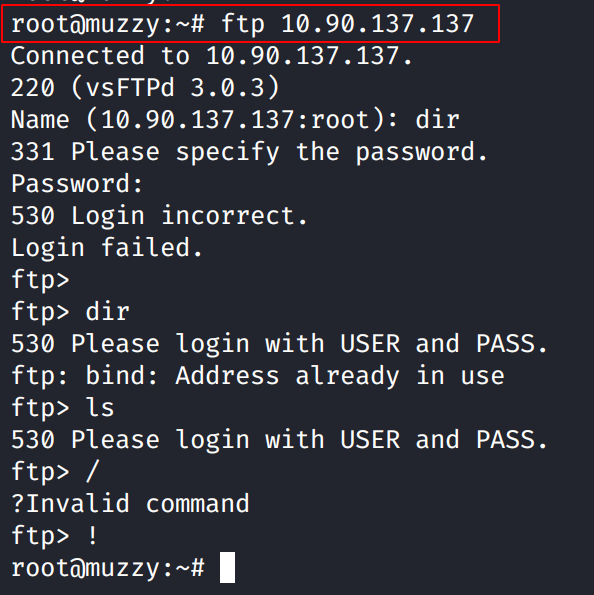 root@muzzy:~# ftp 10.90.137.137
Connected to 10.90.137.137.
220 (vsFTPd 3.0.3)
Name (10.90.137.137:root): dir
331 Please specify the password.
Password:
530 Login incorrect.
Login failed.
ftp>
ftp> dir
530 Please login with USER and PASS.
ftp: bind: Address already in use
ftp> ls
530 Please login with USER and PASS.
ftp> /
?Invalid command
ftp> !
root@muzzy:~#